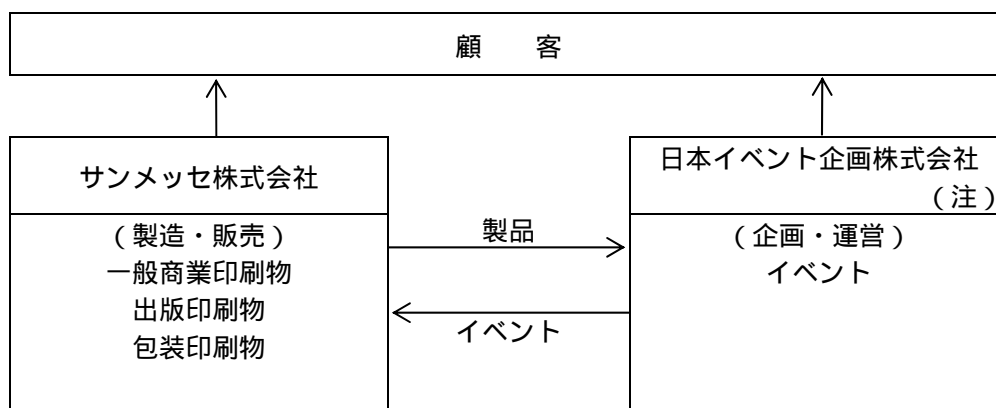 顧　　客
サンメッセ株式会社
日本イベント企画株式会社
（注）
（製造・販売）
一般商業印刷物
出版印刷物
包装印刷物
製品
イベント
（企画・運営）
イベント